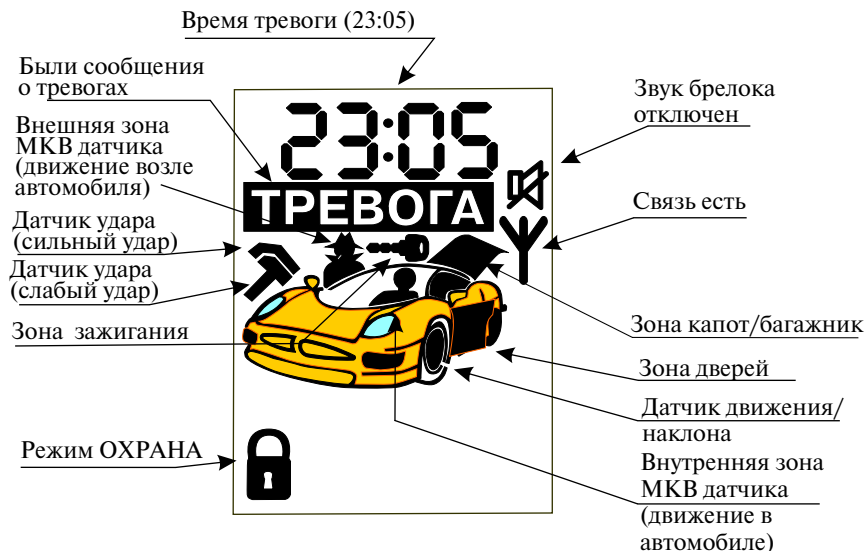 Время тревоги (23:05)
Были сообщения
о тревогах
Внешняя зона
МКВ датчика
(движение возле
автомобиля)
Датчик удара
(сильный удар)
Датчик удара
(слабый удар)
Зона зажигания
Режим ОХРАНА
23:05
ТРЕВОГА
Звук брелока
отключен
Связь есть
Зона капот/багажник
Зона дверей
Датчик движения/
наклона
Внутренняя зона
МКВ датчика
(движение в
автомобиле)